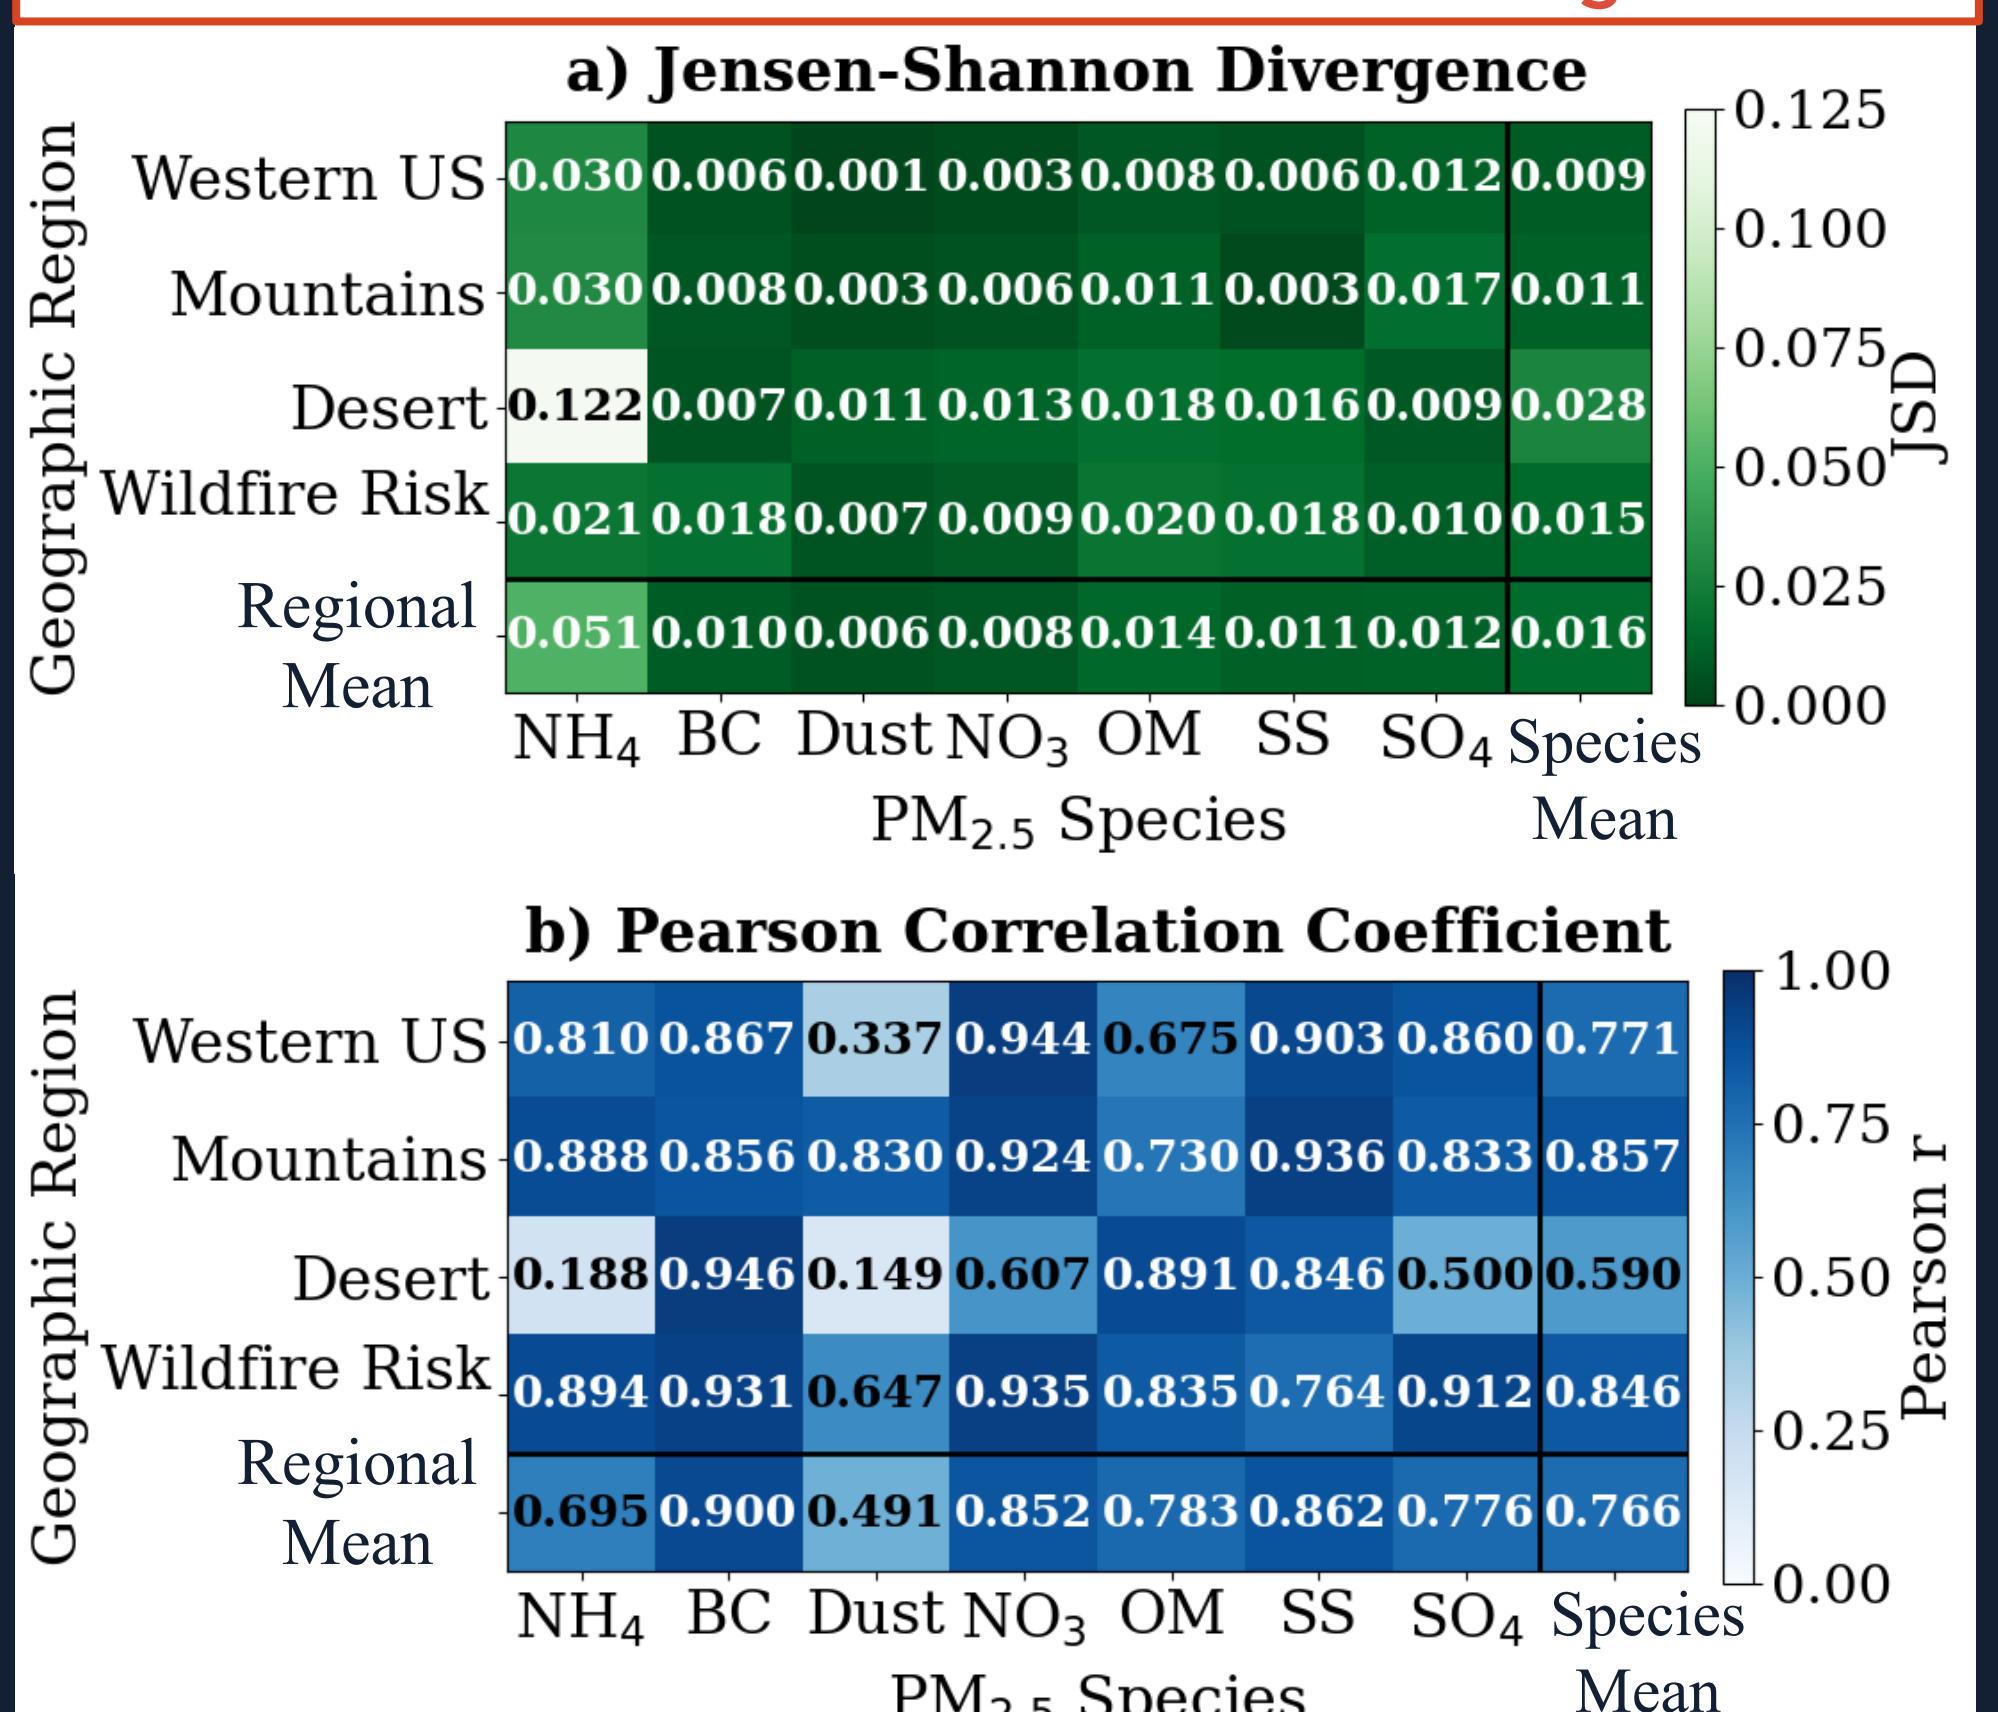 a) Jensen-Shannon Divergence
Geographic Region
Western US 0.030 0.006 0.001 0.003 0.008 0.006 0.012 0.009
Mountains 0.030 0.008 0.003 0.006 0.011 0.003 0.017 0.011
Desert 0.122 0.007 0.011 0.013 0.018 0.016 0.009 0.028
Wildfire Risk 0.021 0.018 0.007 0.009 0.020 0.018 0.010 0.015
Regional Mean 0.051 0.010 0.006 0.008 0.014 0.011 0.012 0.016
NH₄ BC Dust NO₃ OM SS SO₄ Species Mean
PM₂.₅ Species
0.125
0.100
0.075
0.050
0.025
0.000
JSD
b) Pearson Correlation Coefficient
Geographic Region
Western US 0.810 0.867 0.337 0.944 0.675 0.903 0.860 0.771
Mountains 0.888 0.856 0.830 0.924 0.730 0.936 0.833 0.857
Desert 0.188 0.946 0.149 0.607 0.891 0.846 0.500 0.590
Wildfire Risk 0.894 0.931 0.647 0.935 0.835 0.764 0.912 0.846
Regional Mean 0.695 0.900 0.491 0.852 0.783 0.862 0.776 0.766
NH₄ BC Dust NO₃ OM SS SO₄ Species Mean
PM₂.₅ Species
1.00
0.75
0.50
0.25
0.00
Pearson r